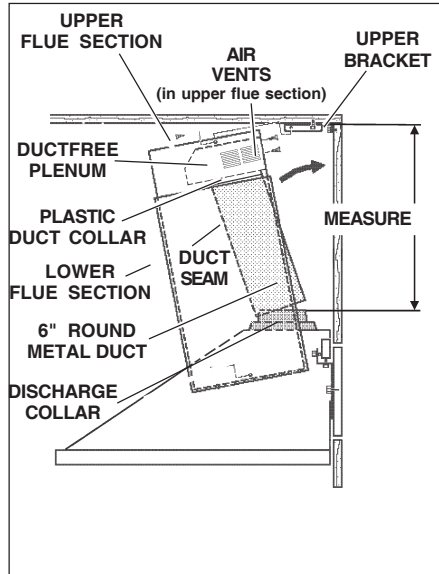 UPPER
FLUE SECTION
AIR
VENTS
(in upper flue section)
UPPER
BRACKET
DUCTFREE
PLENUM
PLASTIC
DUCT COLLAR
MEASURE
LOWER
FLUE SECTION
DUCT
SEAM
6" ROUND
METAL DUCT
DISCHARGE
COLLAR